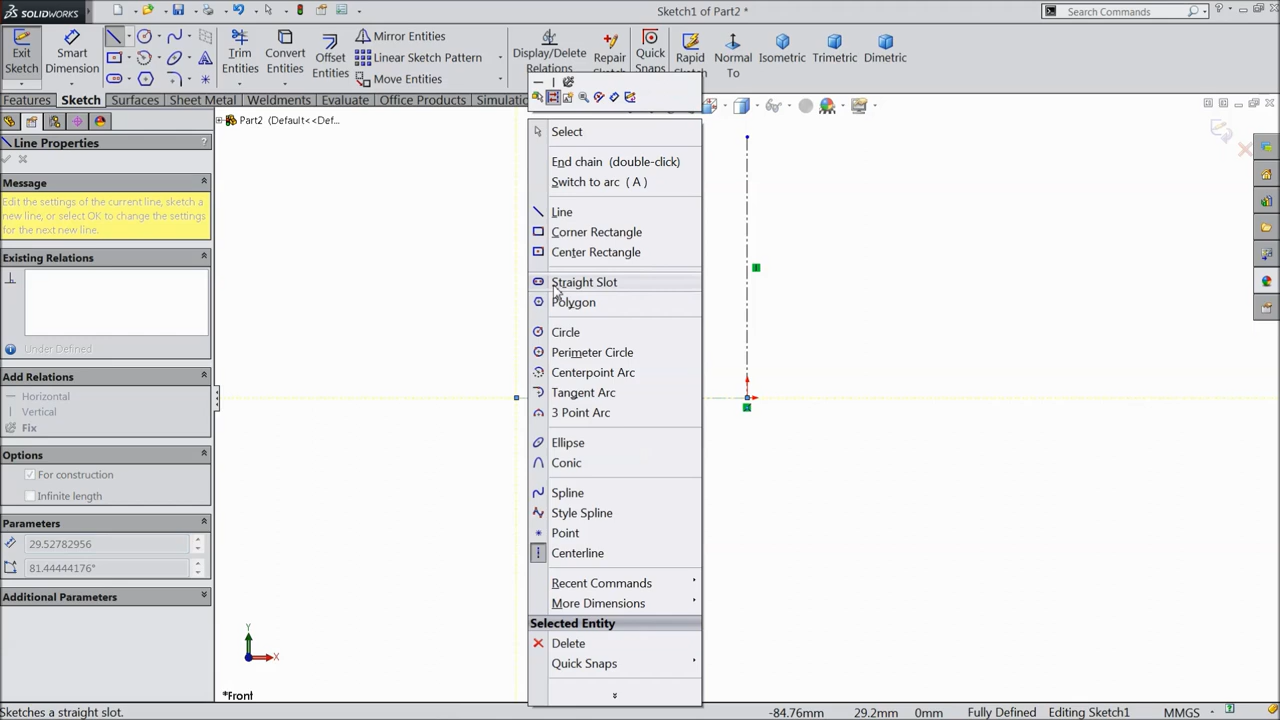 SOLIDWORKS
Sketch1 of Part2 *
Search Commands
Exit Sketch
Smart Dimension
Trim Entities
Convert Entities
Offset Entities
Mirror Entities
Linear Sketch Pattern
Move Entities
Display/Delete Relations
Repair Sketch
Quick Snaps
Rapid Sketch
Normal To
Isometric
Trimetric
Dimetric
Features
Sketch
Surfaces
Sheet Metal
Weldments
Evaluate
Office Products
Part2 (Default<<Def...
Line Properties
?
Message
Edit the settings of the current line, sketch a
new line, or select OK to change the settings
for the next new line.
Existing Relations
Under Defined
Add Relations
Horizontal
Vertical
Fix
Options
For construction
Infinite length
Parameters
29.52782956
81.44444176°
Additional Parameters
Select
End chain (double-click)
Switch to arc ( A )
Line
Corner Rectangle
Center Rectangle
Straight Slot
Polygon
Circle
Perimeter Circle
Centerpoint Arc
Tangent Arc
3 Point Arc
Ellipse
Conic
Spline
Style Spline
Point
Centerline
Recent Commands
More Dimensions
Selected Entity
Delete
Quick Snaps
Y
X
*Front
Sketches a straight slot.
-84.76mm
29.2mm
0mm
Fully Defined
Editing Sketch1
MMGS